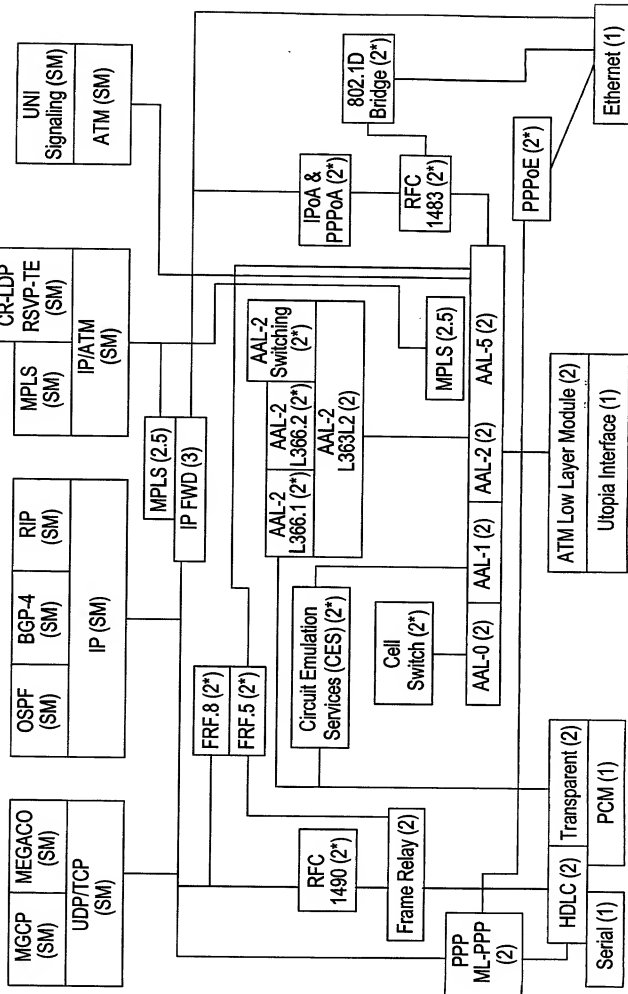 MGCP
(SM)
MEGACO
(SM)
UDP/TCP
(SM)
OSPF
(SM)
BGP-4
(SM)
RIP
(SM)
IP (SM)
MPLS
(SM)
CR-LDP
RSVP-TE
(SM)
IP/ATM
(SM)
UNI
Signaling (SM)
ATM (SM)
MPLS (2.5)
IP FWD (3)
FRF.8 (2*)
FRF.5 (2*)
RFC
1490 (2*)
Frame Relay (2)
PPP
ML-PPP
(2)
Circuit Emulation
Services (CES) (2*)
Cell
Switch (2*)
AAL-2
L366.1 (2*)
AAL-2
L366.2 (2*)
AAL-2
Switching
(2*)
AAL-2
L363L2 (2)
MPLS (2.5)
IPoA &
PPPoA (2*)
RFC
1483 (2*)
802.1D
Bridge (2*)
AAL-0 (2)
AAL-1 (2)
AAL-2 (2)
AAL-5 (2)
PPPoE (2*)
HDLC (2)
Transparent (2)
Serial (1)
PCM (1)
ATM Low Layer Module (2)
Utopia Interface (1)
Ethernet (1)